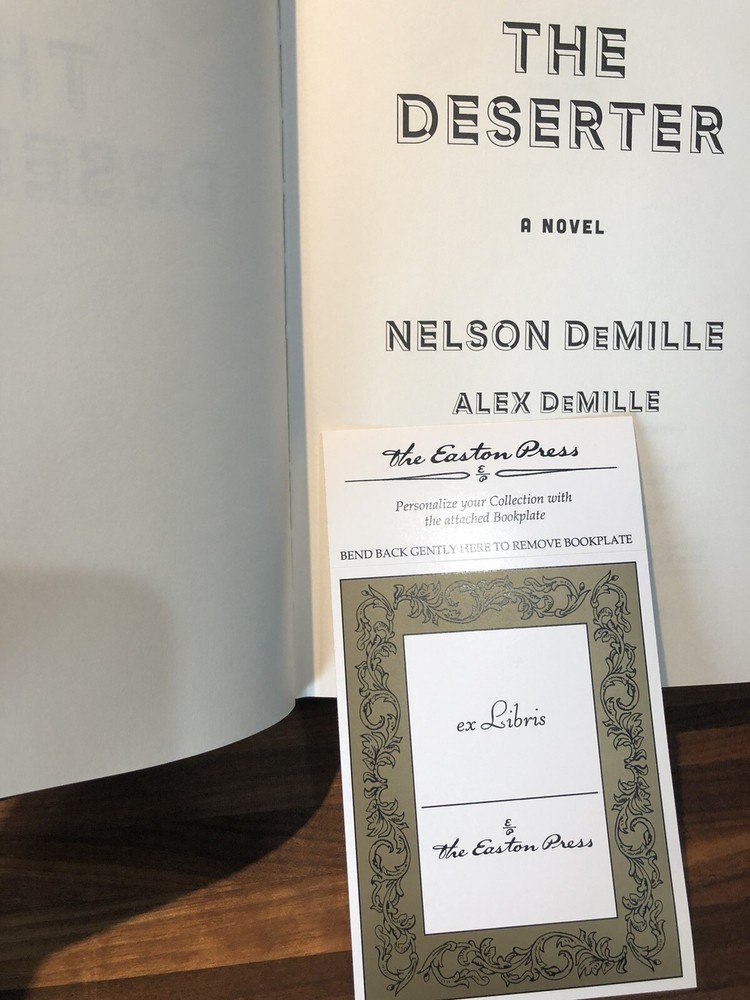 THE
DESERTER
A NOVEL
NELSON DEMILLE
ALEX DEMILLE
the Easton Press
E
P
Personalize your Collection with
the attached Bookplate
BEND BACK GENTLY HERE TO REMOVE BOOKPLATE
ex Libris
E
P
the Easton Press